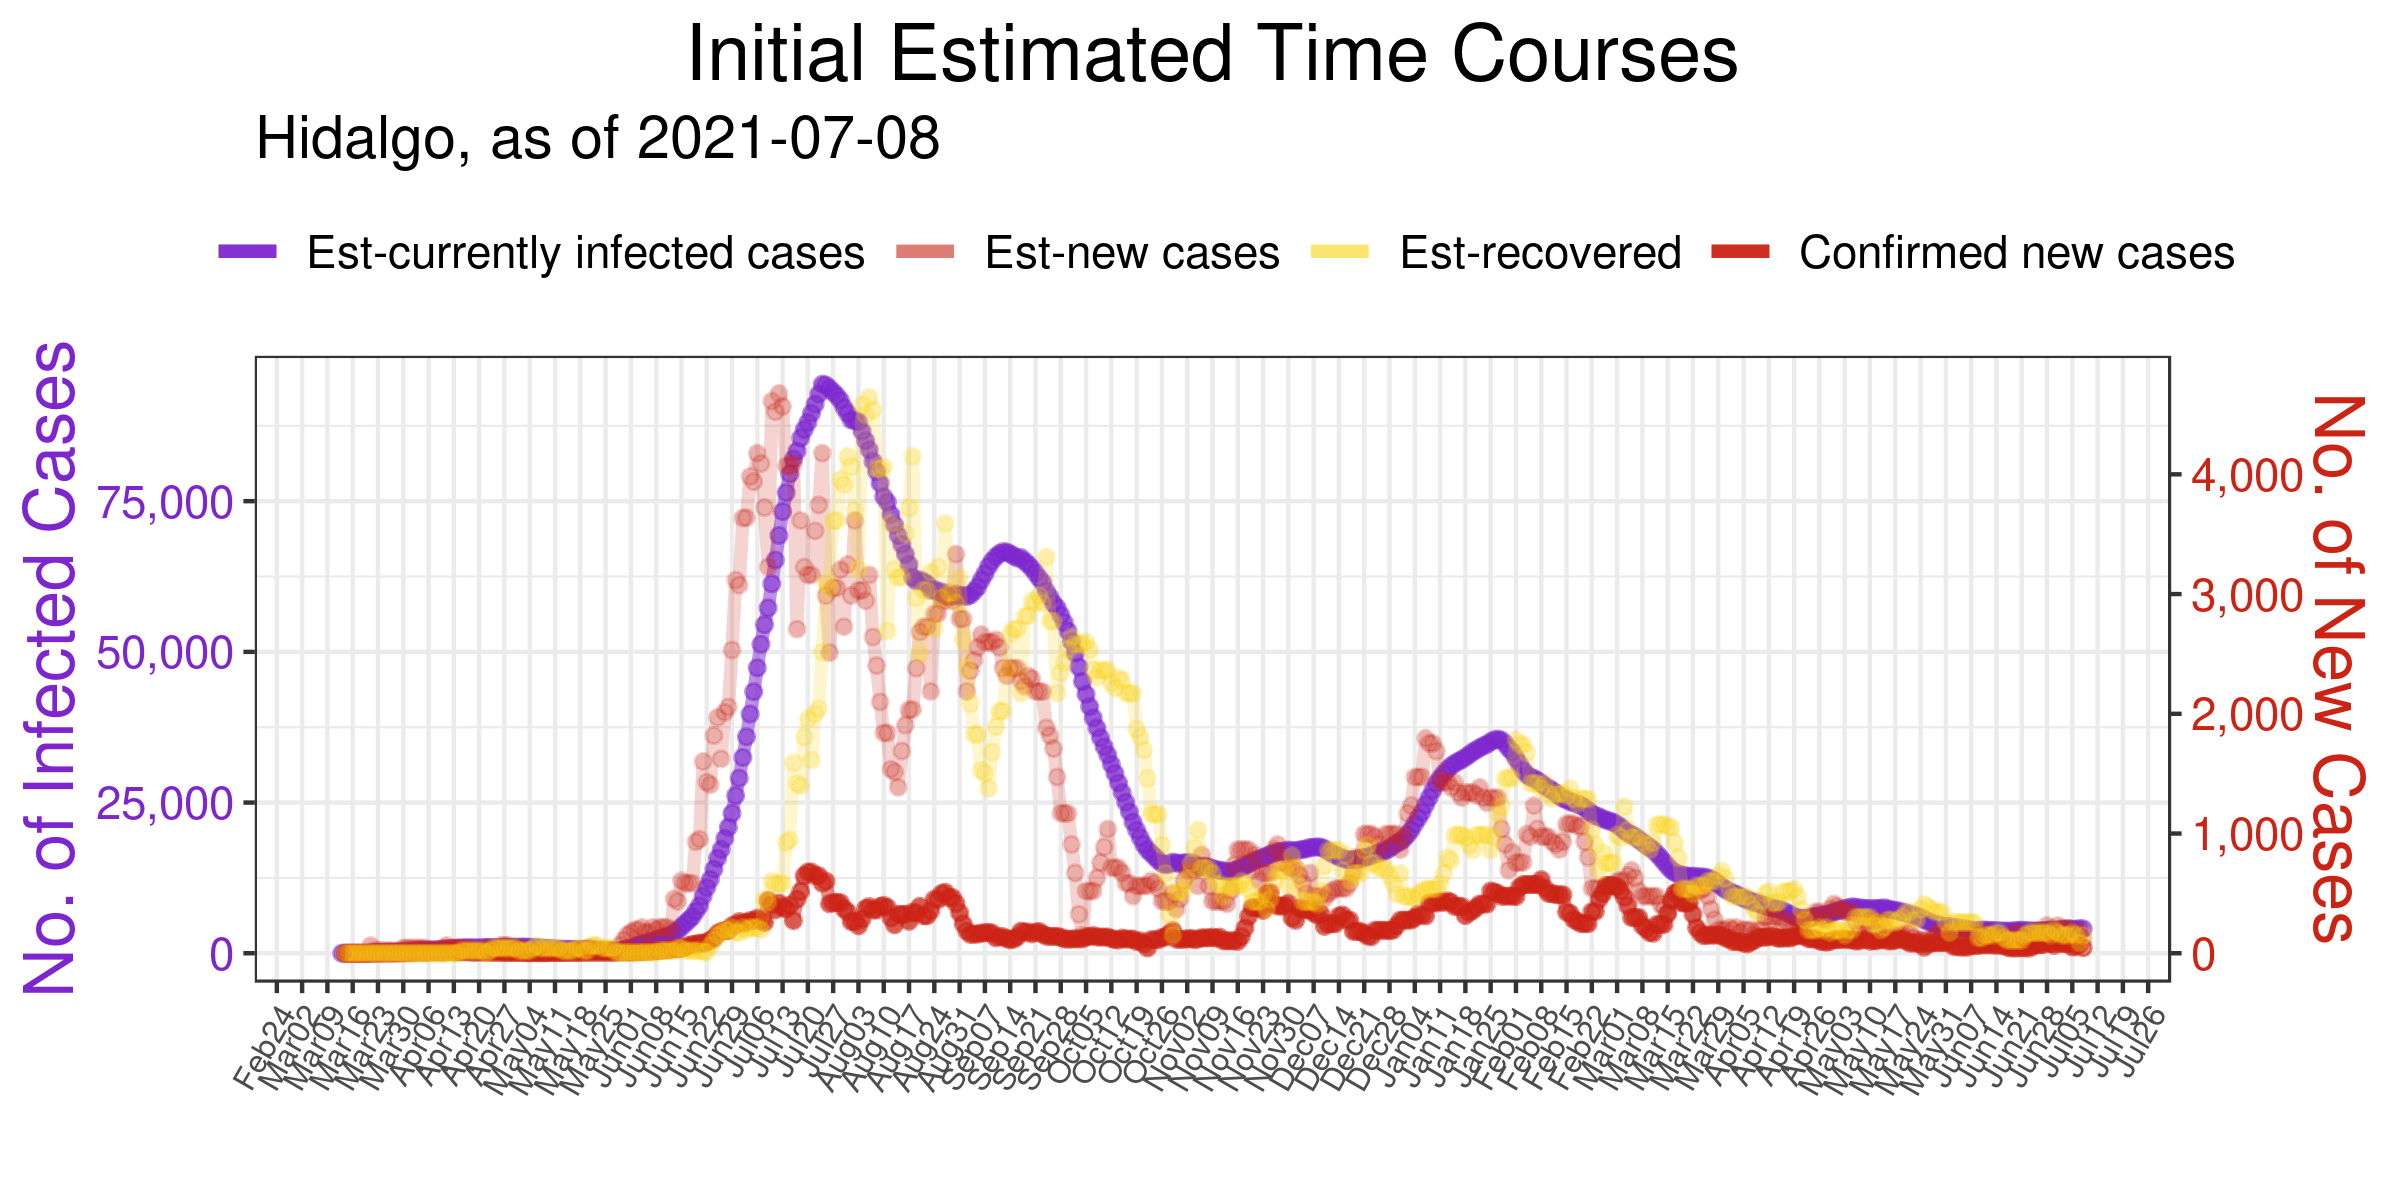 Initial Estimated Time Courses
Hidalgo, as of 2021-07-08
Est-currently infected cases
Est-new cases
Est-recovered
Confirmed new cases
No. of Infected Cases
75,000
50,000
25,000
0
4,000
3,000
2,000
1,000
0
No. of New Cases
Feb24
Mar02
Mar09
Mar16
Mar23
Mar30
Apr06
Apr13
Apr20
Apr27
May04
May11
May18
May25
Jun01
Jun08
Jun15
Jun22
Jun29
Jul06
Jul13
Jul20
Jul27
Aug03
Aug10
Aug17
Aug24
Aug31
Sep07
Sep14
Sep21
Sep28
Oct05
Oct12
Oct19
Oct26
Nov02
Nov09
Nov16
Nov23
Nov30
Dec07
Dec14
Dec21
Dec28
Jan04
Jan11
Jan18
Jan25
Feb01
Feb08
Feb15
Feb22
Mar01
Mar08
Mar15
Mar22
Mar29
Apr05
Apr12
Apr19
Apr26
May03
May10
May17
May24
May31
Jun07
Jun14
Jun21
Jun28
Jul05
Jul12
Jul19
Jul26